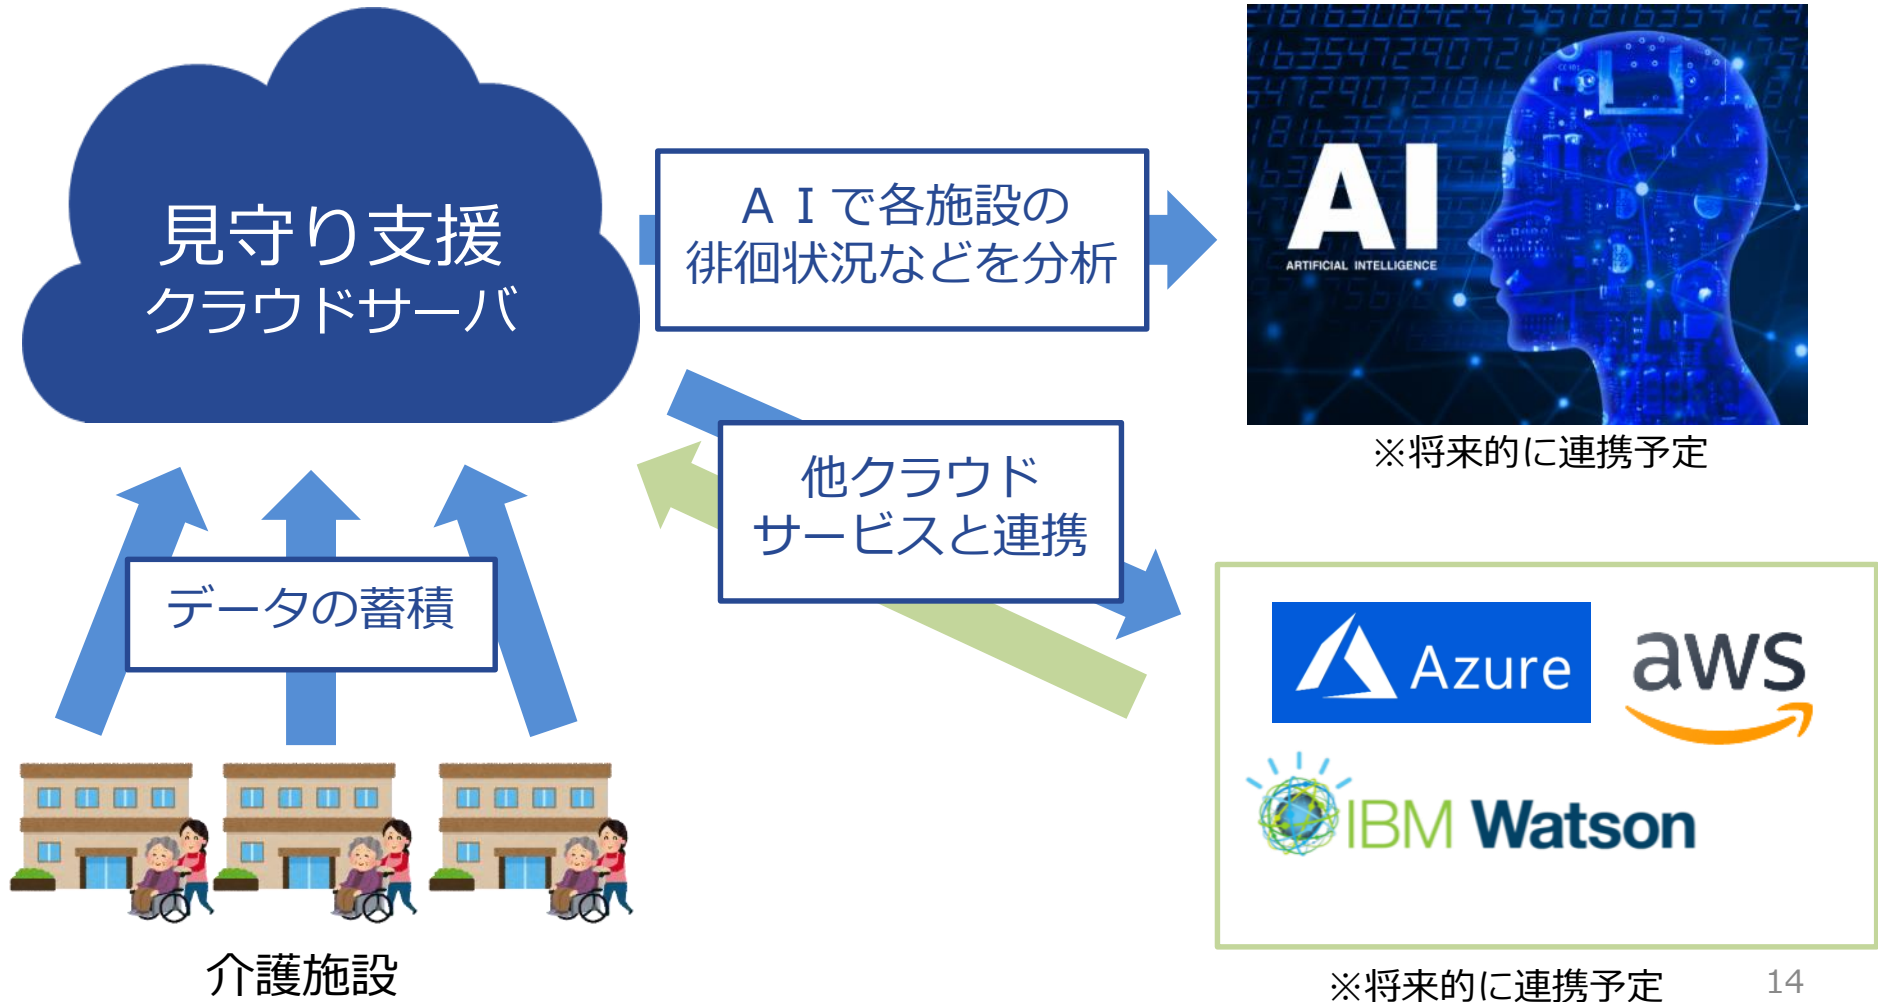 見守り支援
クラウドサーバ
ＡＩで各施設の
徘徊状況などを分析
AI
ARTIFICIAL INTELLIGENCE
※将来的に連携予定
他クラウド
サービスと連携
データの蓄積
Azure
aws
IBM Watson
介護施設
※将来的に連携予定
14